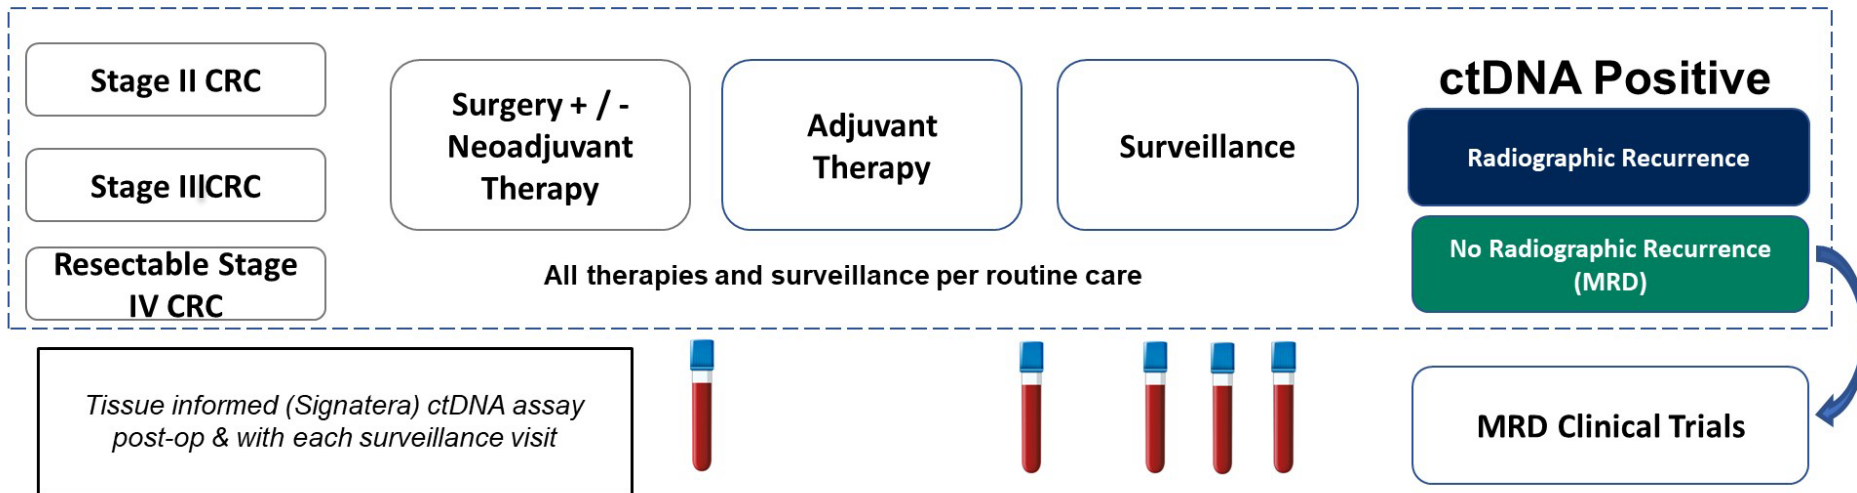 Stage II CRC
Stage III CRC
Resectable Stage
IV CRC
Surgery + / -
Neoadjuvant
Therapy
Adjuvant
Therapy
Surveillance
All therapies and surveillance per routine care
ctDNA Positive
Radiographic Recurrence
No Radiographic Recurrence
(MRD)
Tissue informed (Signatera) ctDNA assay
post-op & with each surveillance visit
MRD Clinical Trials